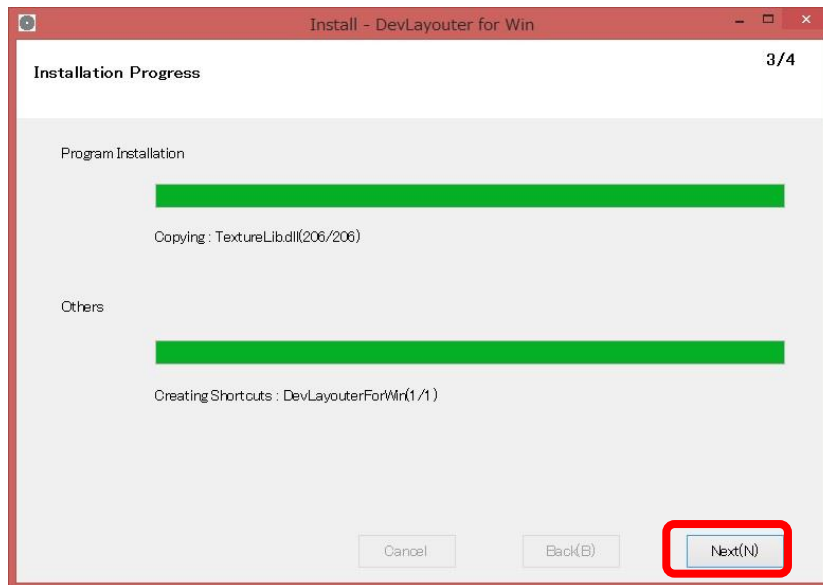 Install - DevLayouter for Win
3/4
Installation Progress
Program Installation
Copying : TextureLib.dll(206/206)
Others
Creating Shortcuts : DevLayouterForWin(1/1)
Cancel
Back(B)
Next(N)